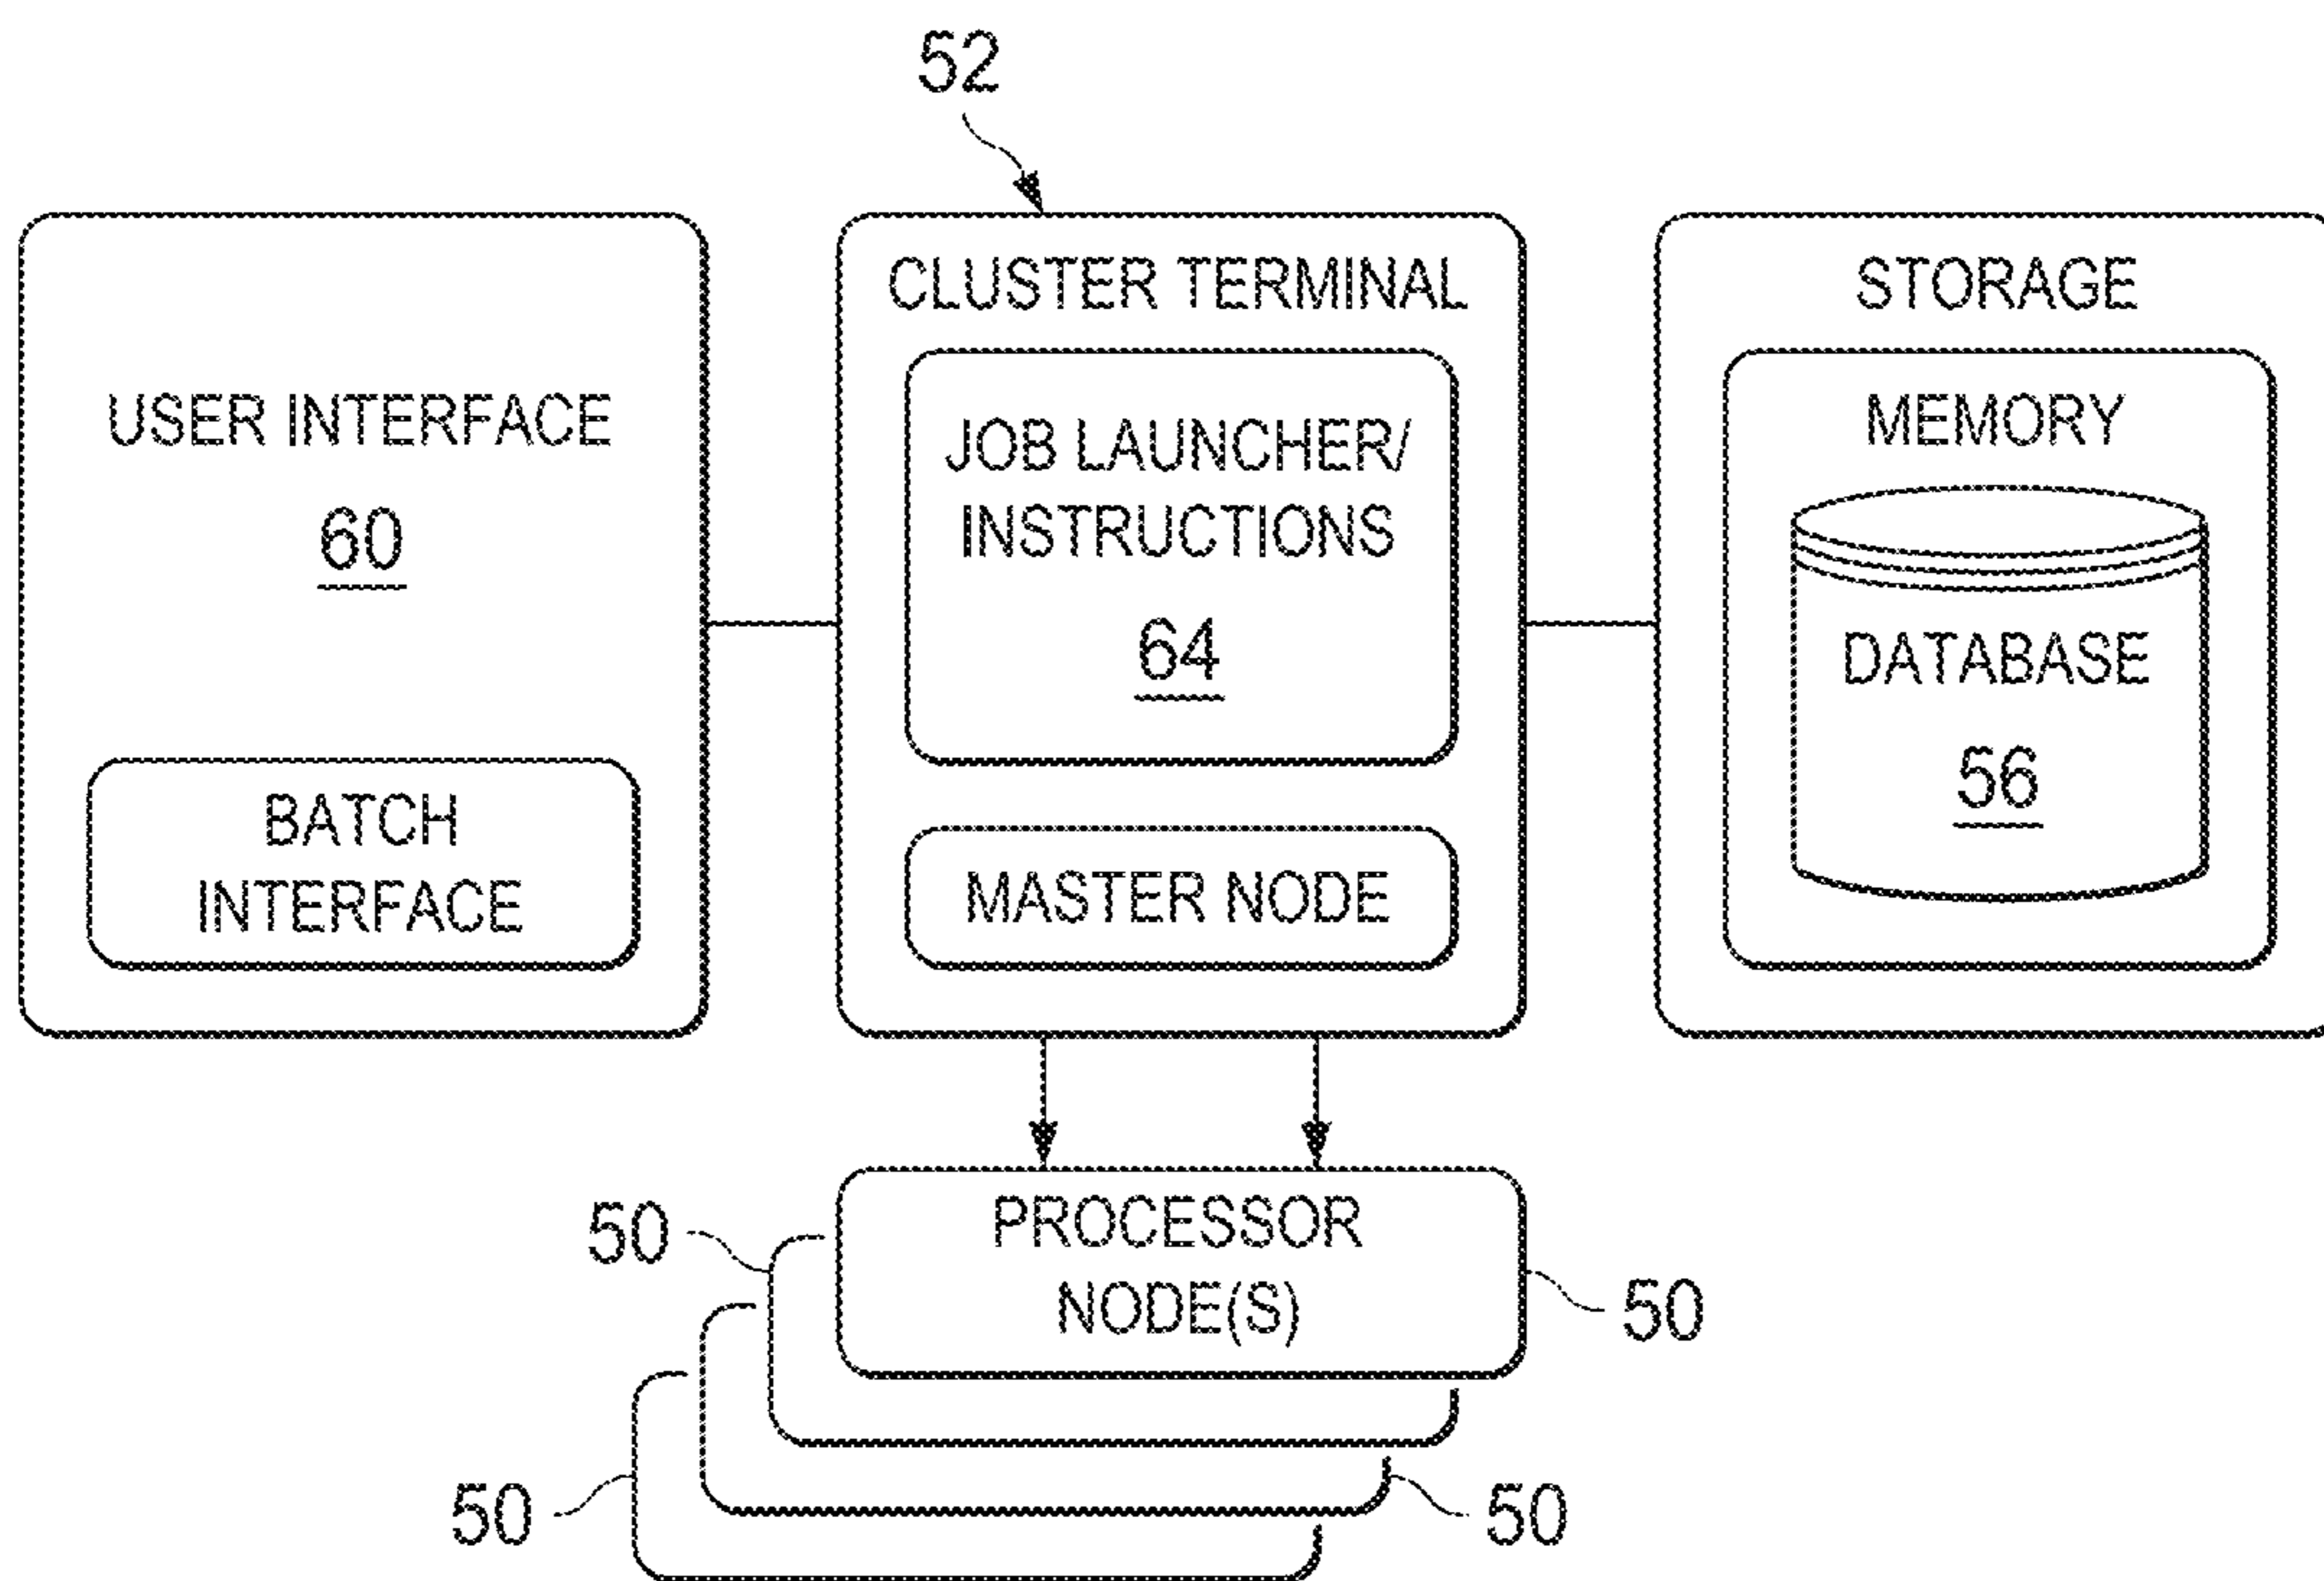 52
USER INTERFACE
60
BATCH
INTERFACE
CLUSTER TERMINAL
JOB LAUNCHER/
INSTRUCTIONS
64
MASTER NODE
STORAGE
MEMORY
DATABASE
56
PROCESSOR
NODE(S)
50
50
50
50